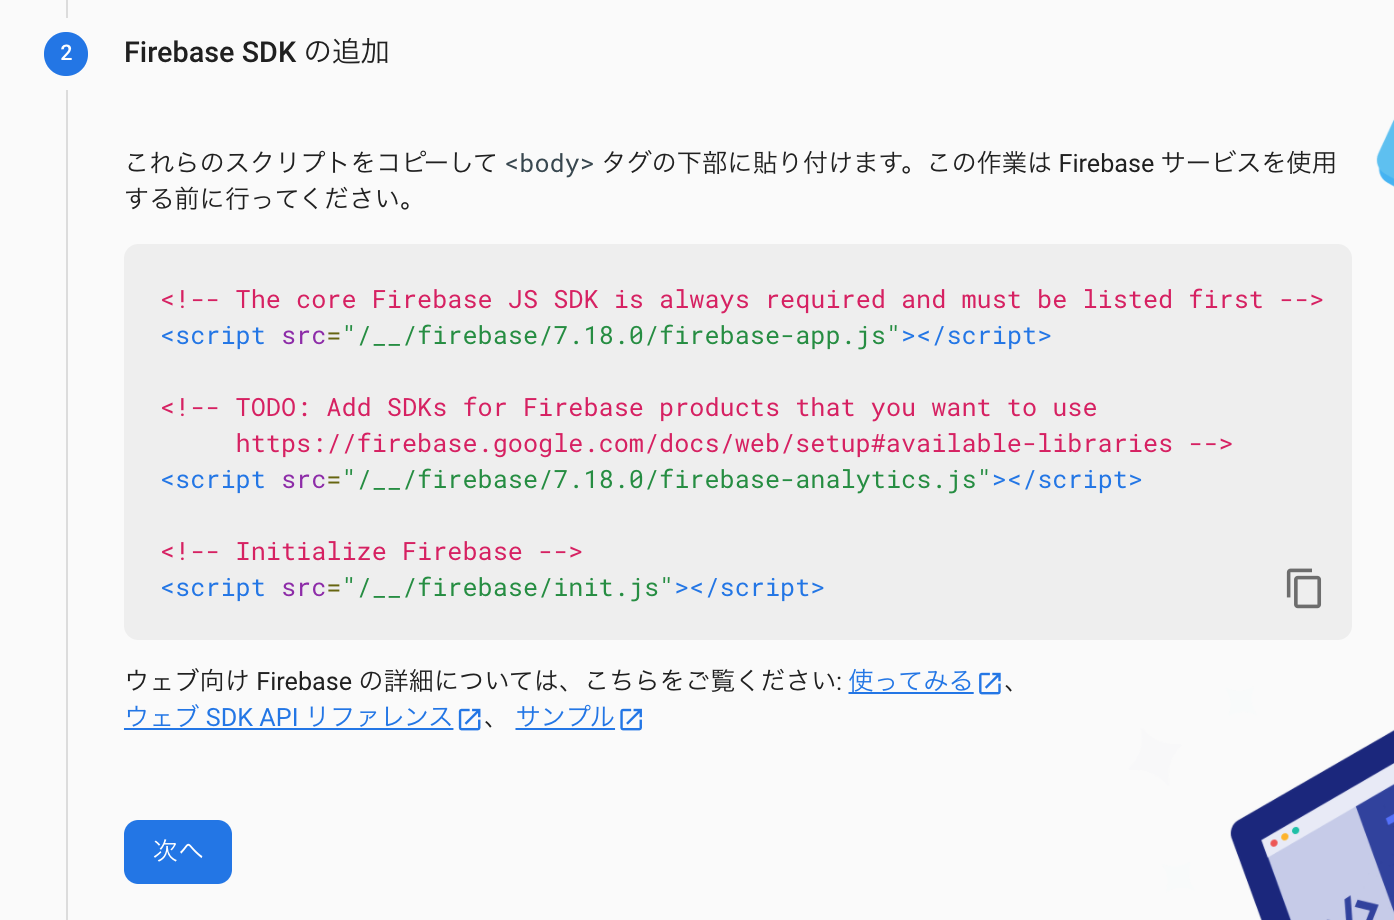 2
Firebase SDK の追加
これらのスクリプトをコピーして <body> タグの下部に貼り付けます。この作業は Firebase サービスを使用
する前に行ってください。
<!-- The core Firebase JS SDK is always required and must be listed first -->
<script src="/__/firebase/7.18.0/firebase-app.js"></script>
<!-- TODO: Add SDKs for Firebase products that you want to use
https://firebase.google.com/docs/web/setup#available-libraries -->
<script src="/__/firebase/7.18.0/firebase-analytics.js"></script>
<!-- Initialize Firebase -->
<script src="/__/firebase/init.js"></script>
ウェブ向け Firebase の詳細については、こちらをご覧ください: 使ってみる、
ウェブ SDK API リファレンス、 サンプル
次へ